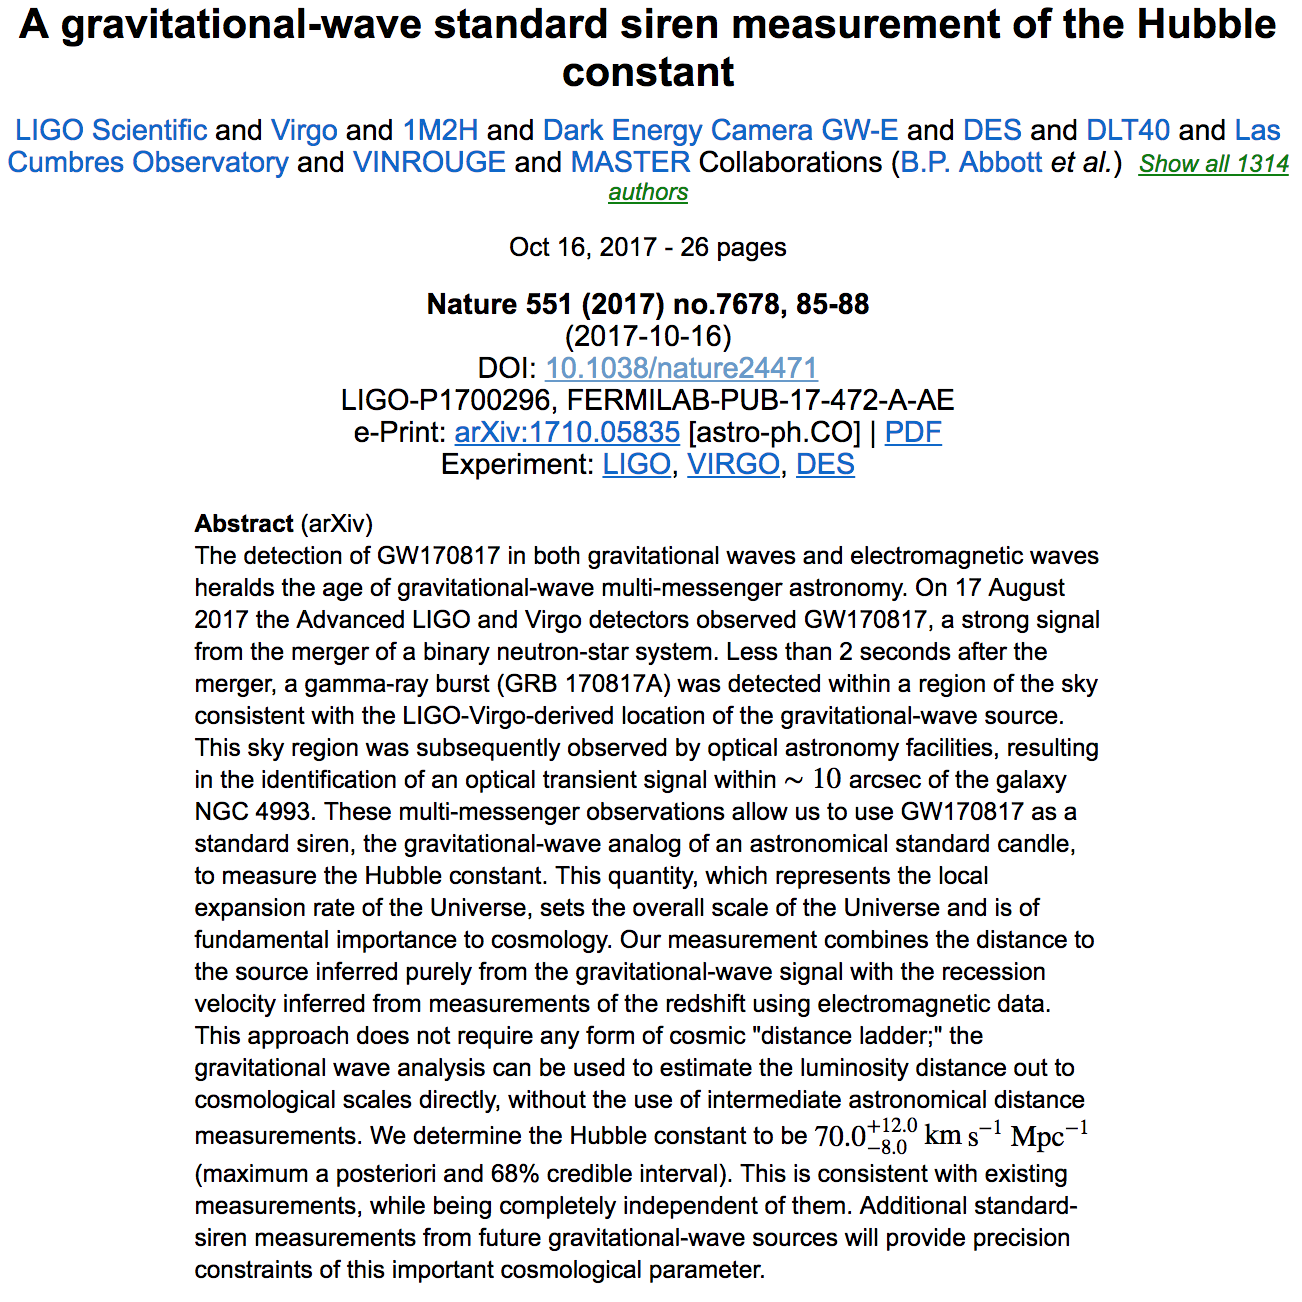 A gravitational-wave standard siren measurement of the Hubble
constant
LIGO Scientific and Virgo and 1M2H and Dark Energy Camera GW-E and DES and DLT40 and Las
Cumbres Observatory and VINROUGE and MASTER Collaborations (B.P. Abbott et al.) Show all 1314
authors
Oct 16, 2017 - 26 pages
Nature 551 (2017) no.7678, 85-88
(2017-10-16)
DOI: 10.1038/nature24471
LIGO-P1700296, FERMILAB-PUB-17-472-A-AE
e-Print: arXiv:1710.05835 [astro-ph.CO] | PDF
Experiment: LIGO, VIRGO, DES
Abstract (arXiv)
The detection of GW170817 in both gravitational waves and electromagnetic waves
heralds the age of gravitational-wave multi-messenger astronomy. On 17 August
2017 the Advanced LIGO and Virgo detectors observed GW170817, a strong signal
from the merger of a binary neutron-star system. Less than 2 seconds after the
merger, a gamma-ray burst (GRB 170817A) was detected within a region of the sky
consistent with the LIGO-Virgo-derived location of the gravitational-wave source.
This sky region was subsequently observed by optical astronomy facilities, resulting
in the identification of an optical transient signal within ∼ 10 arcsec of the galaxy
NGC 4993. These multi-messenger observations allow us to use GW170817 as a
standard siren, the gravitational-wave analog of an astronomical standard candle,
to measure the Hubble constant. This quantity, which represents the local
expansion rate of the Universe, sets the overall scale of the Universe and is of
fundamental importance to cosmology. Our measurement combines the distance to
the source inferred purely from the gravitational-wave signal with the recession
velocity inferred from measurements of the redshift using electromagnetic data.
This approach does not require any form of cosmic "distance ladder;" the
gravitational wave analysis can be used to estimate the luminosity distance out to
cosmological scales directly, without the use of intermediate astronomical distance
measurements. We determine the Hubble constant to be 70.0^{+12.0}_{−8.0} km s^{−1} Mpc^{−1}
(maximum a posteriori and 68% credible interval). This is consistent with existing
measurements, while being completely independent of them. Additional standard-
siren measurements from future gravitational-wave sources will provide precision
constraints of this important cosmological parameter.